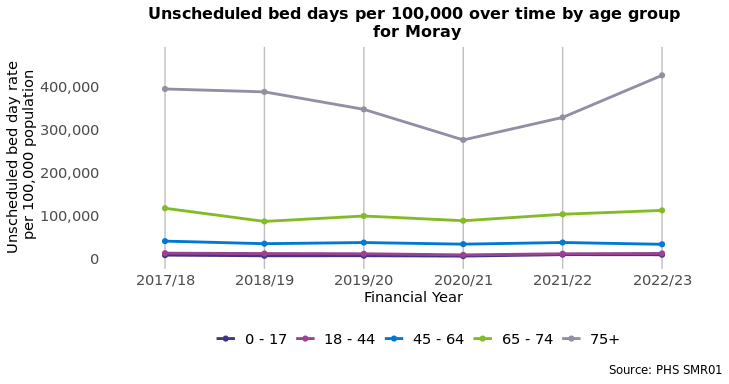 Unscheduled bed days per 100,000 over time by age group
for Moray
Unscheduled bed day rate
per 100,000 population
400,000
300,000
200,000
100,000
0
2017/18 2018/19 2019/20 2020/21 2021/22 2022/23
Financial Year
0 - 17 18 - 44 45 - 64 65 - 74 75+
Source: PHS SMR01